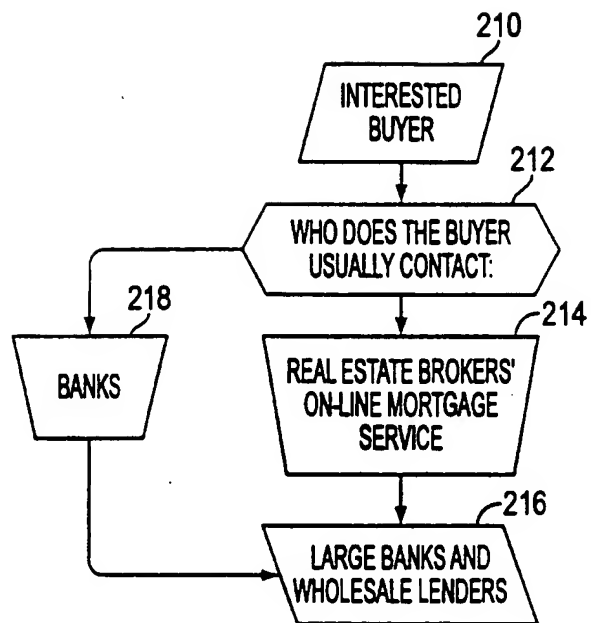 210
INTERESTED
BUYER
212
WHO DOES THE BUYER
USUALLY CONTACT:
218
BANKS
214
REAL ESTATE BROKERS'
ON-LINE MORTGAGE
SERVICE
216
LARGE BANKS AND
WHOLESALE LENDERS